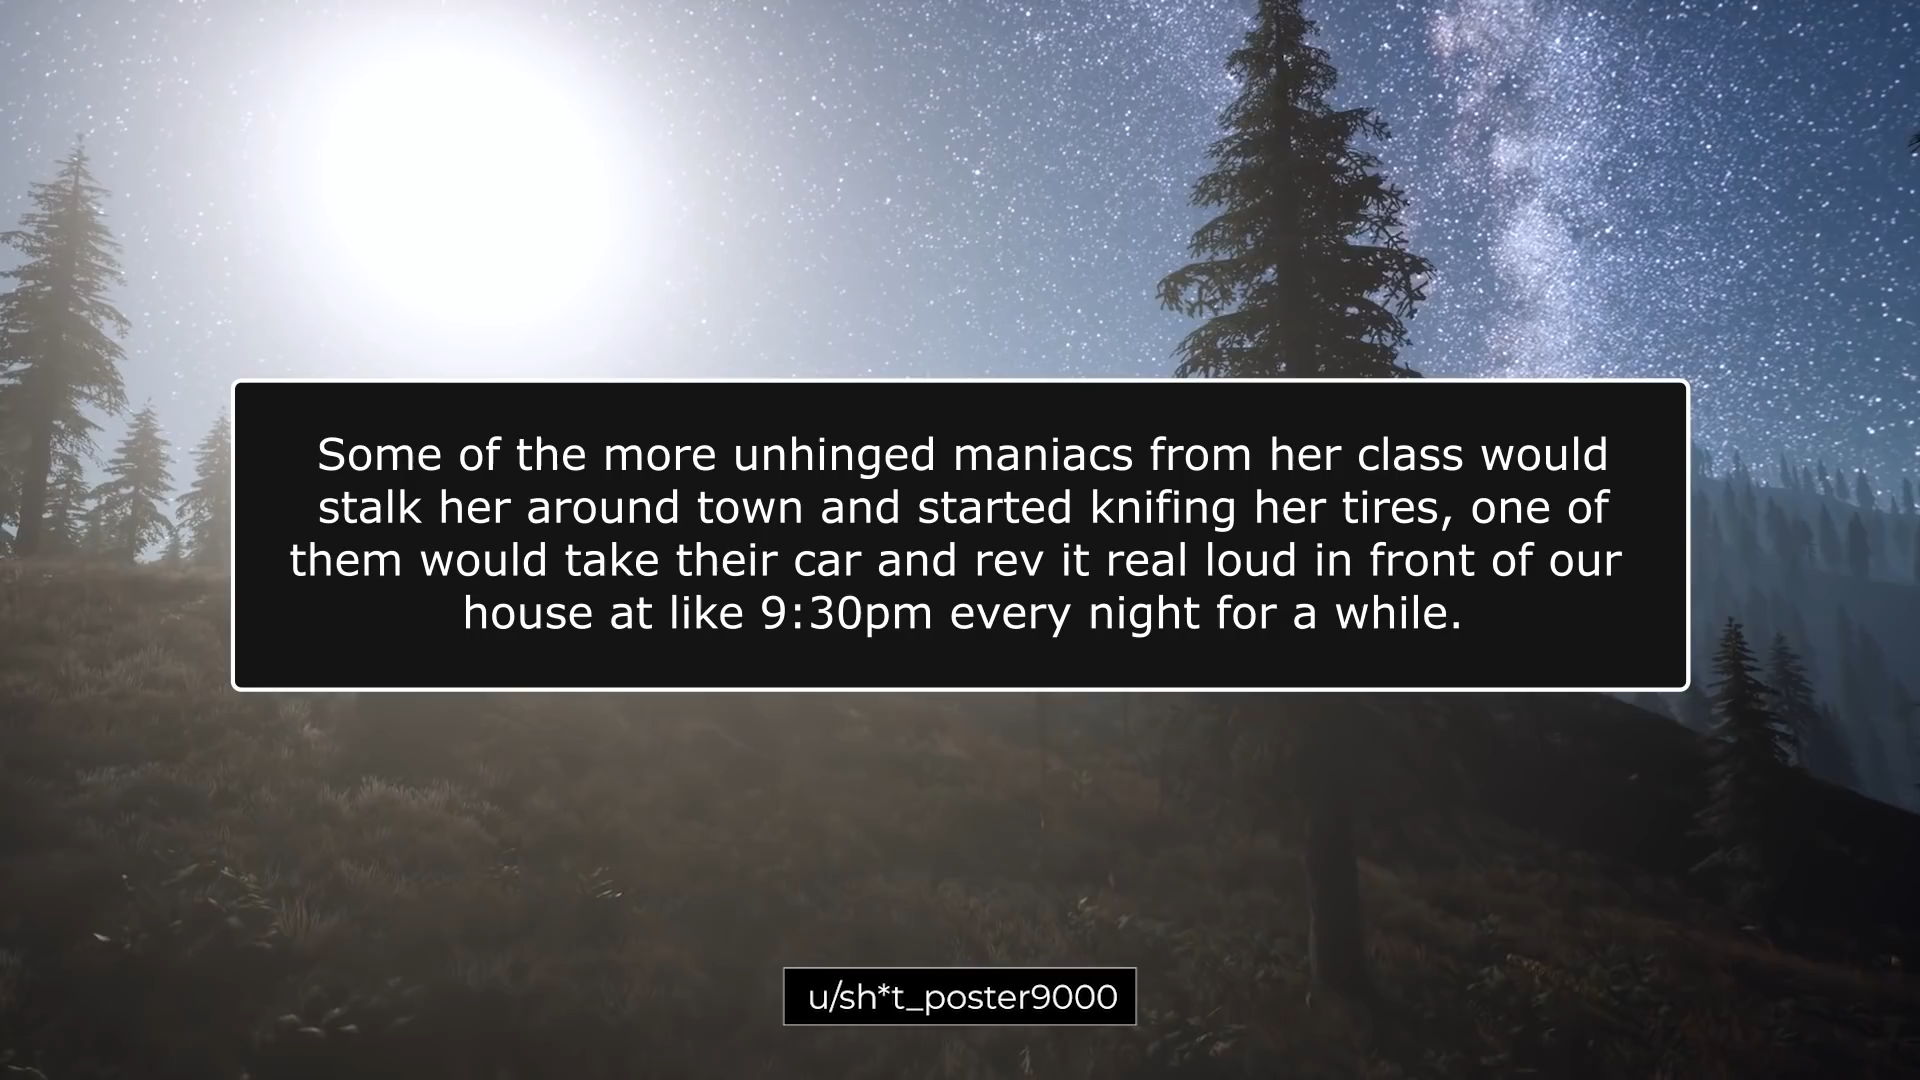 Some of the more unhinged maniacs from her class would
stalk her around town and started knifing her tires, one of
them would take their car and rev it real loud in front of our
house at like 9:30pm every night for a while.
u/sh*t_poster9000